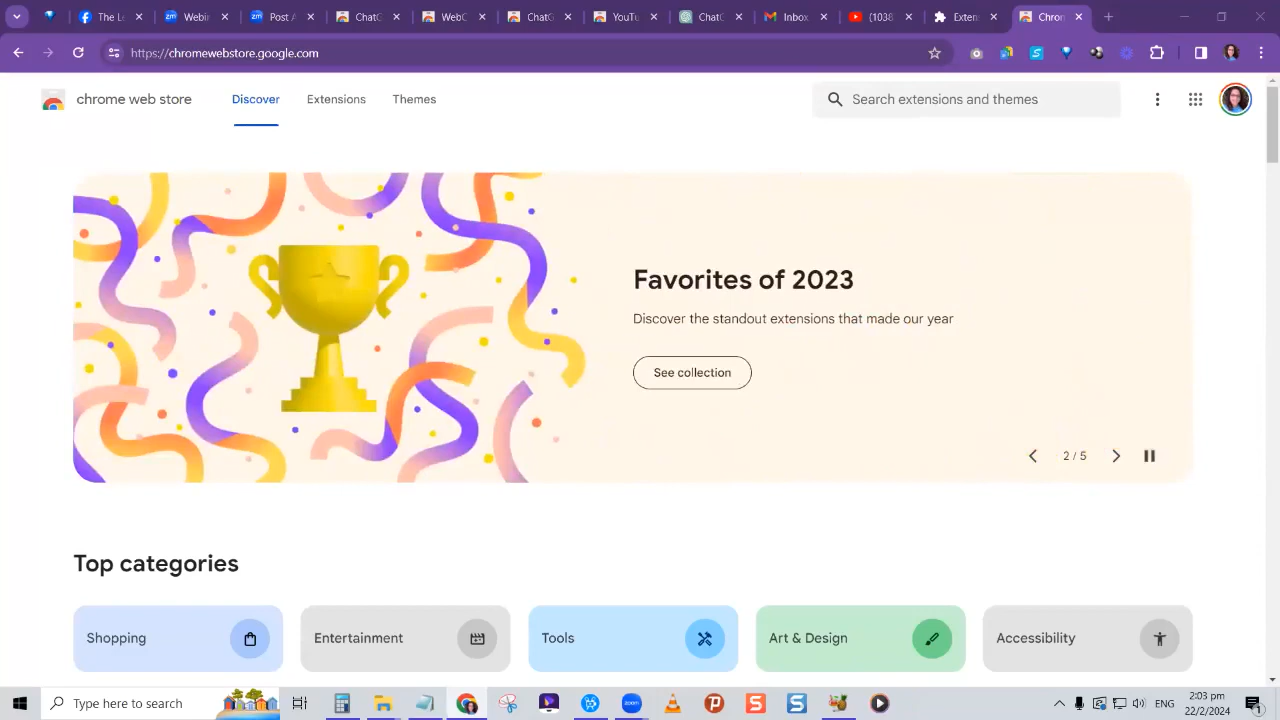 The L
Webir
Post A
ChatG
WebC
ChatG
YouTu
ChatC
Inbox
(1038
Exten
Chron
https://chromewebstore.google.com
chrome web store
Discover
Extensions
Themes
Search extensions and themes
Favorites of 2023
Discover the standout extensions that made our year
See collection
2 / 5
Top categories
Shopping
Entertainment
Tools
Art & Design
Accessibility
Type here to search
zoom
ENG
2:03 pm
22/2/2024